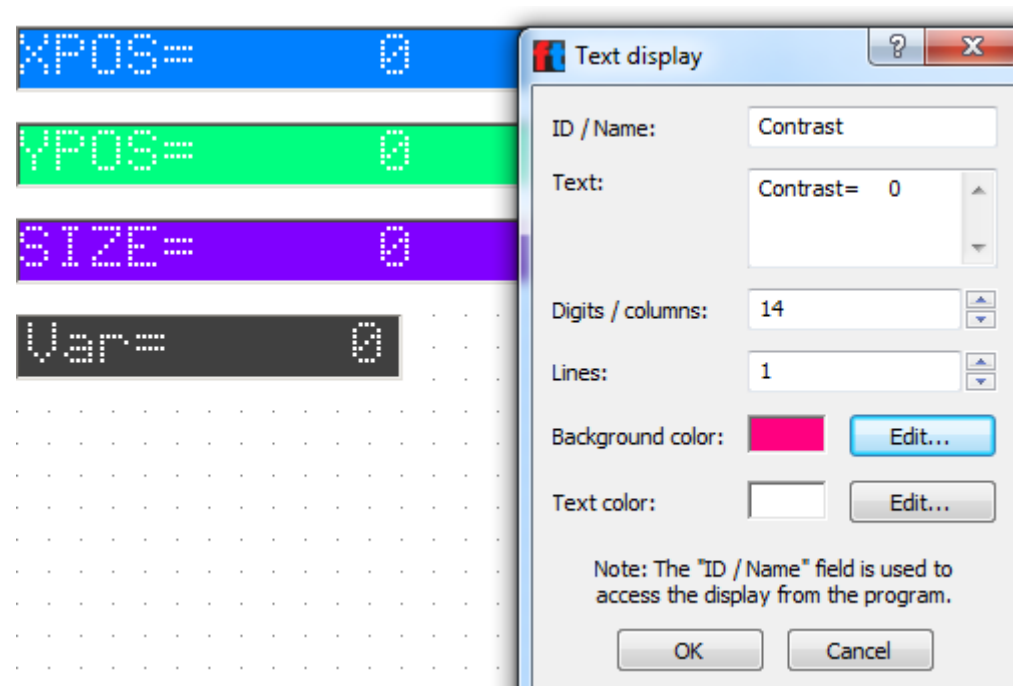 XPOS=      0
YPOS=      0
SIZE=      0
Var=      0
ft Text display
ID / Name: Contrast
Text: Contrast=  0
Digits / columns: 14
Lines: 1
Background color: Edit...
Text color: Edit...
Note: The "ID / Name" field is used to
access the display from the program.
OK Cancel